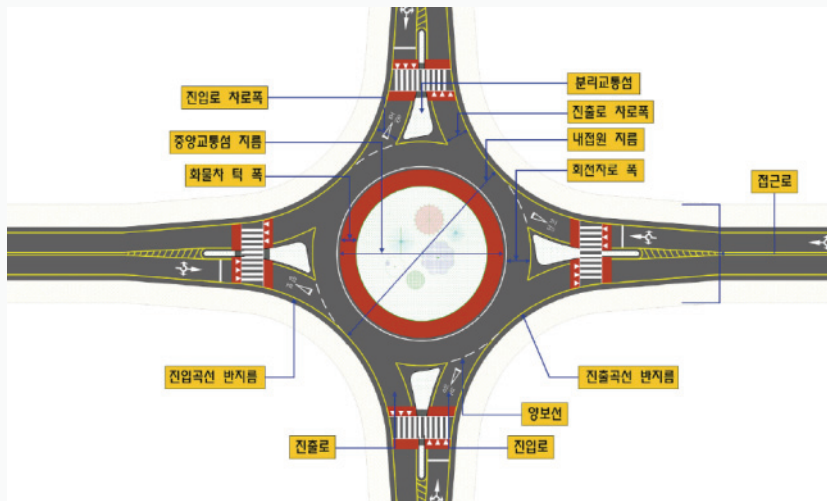 분리교통섬
진입로 차로폭
진출로 차로폭
중앙교통섬 지름
내접원 지름
화물차 턱 폭
회전차로 폭
접근로
진입곡선 반지름
진출곡선 반지름
양보선
진출로
진입로